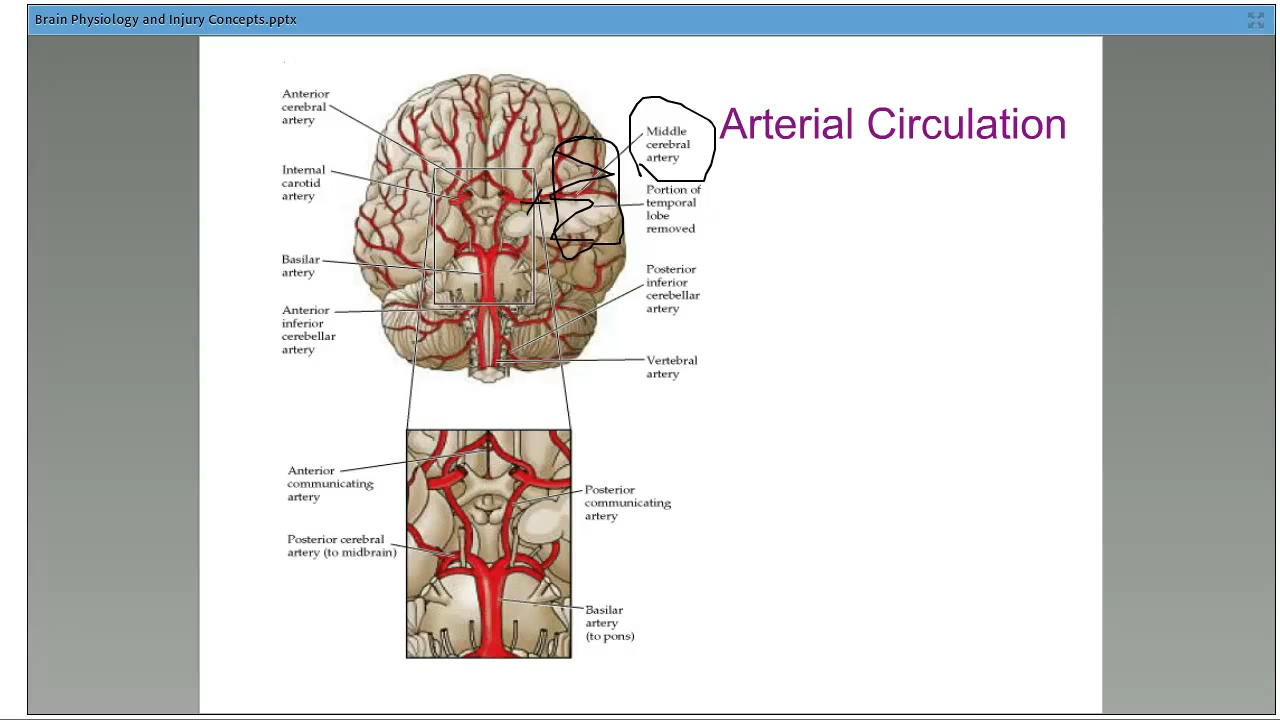 Brain Physiology and Injury Concepts.pptx
Arterial Circulation
Anterior
cerebral
artery
Internal
carotid
artery
Basilar
artery
Anterior
inferior
cerebellar
artery
Middle
cerebral
artery
Portion of
temporal
lobe
removed
Posterior
inferior
cerebellar
artery
Vertebral
artery
Anterior
communicating
artery
Posterior cerebral
artery (to midbrain)
Posterior
communicating
artery
Basilar
artery
(to pons)